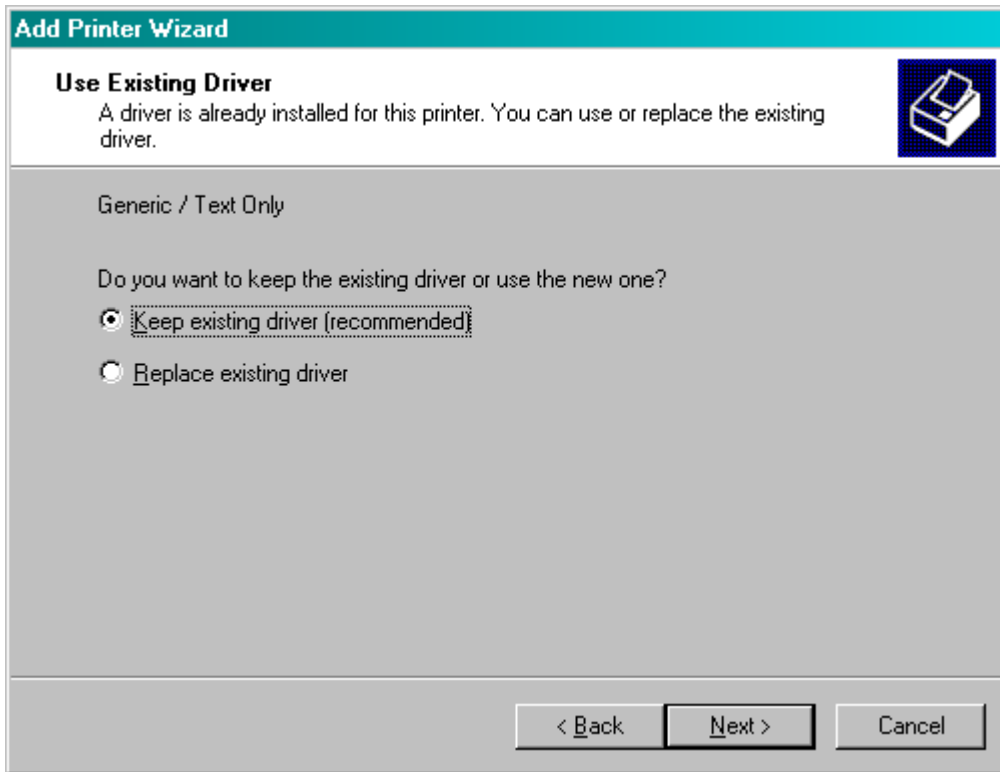 Add Printer Wizard
Use Existing Driver
A driver is already installed for this printer. You can use or replace the existing
driver.
Generic / Text Only
Do you want to keep the existing driver or use the new one?
Keep existing driver (recommended)
Replace existing driver
< Back Next > Cancel